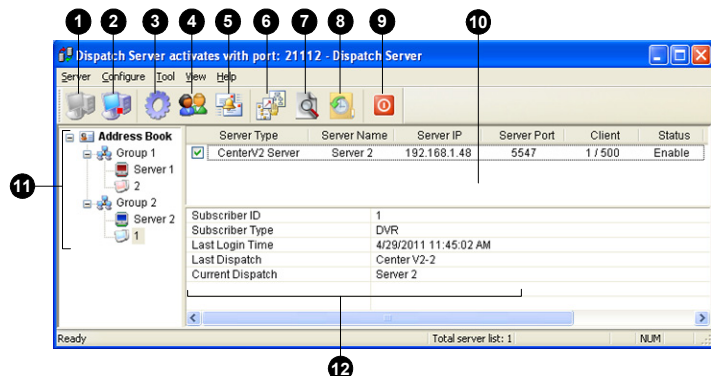 1 2 3 4 5 6 7 8 9 10
Dispatch Server activates with port: 21112 - Dispatch Server
Server Configure Tool View Help
Address Book
Group 1
Server 1
2
Group 2
Server 2
1
11
Server Type Server Name Server IP Server Port Client Status
CenterV2 Server Server 2 192.168.1.48 5547 1 / 500 Enable
Subscriber ID 1
Subscriber Type DVR
Last Login Time 4/29/2011 11:45:02 AM
Last Dispatch Center V2-2
Current Dispatch Server 2
Ready Total server list: 1 NUM
12